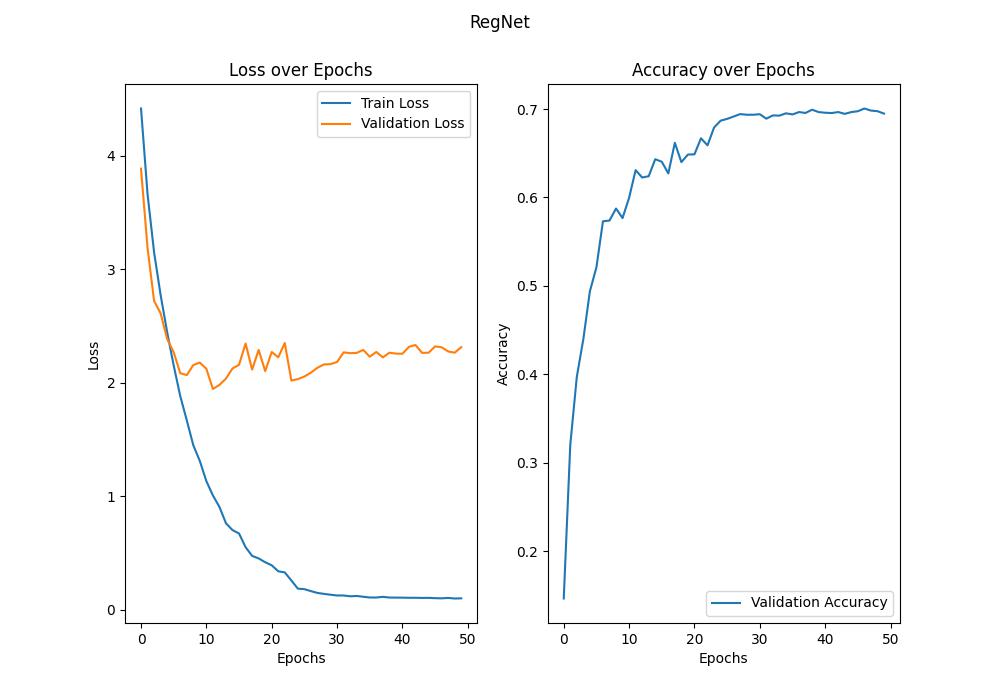 RegNet
Loss over Epochs
Train Loss
Validation Loss
4
3
2
1
0
Loss
0 10 20 30 40 50
Epochs
Accuracy over Epochs
0.7
0.6
0.5
0.4
0.3
0.2
Accuracy
Validation Accuracy
0 10 20 30 40 50
Epochs